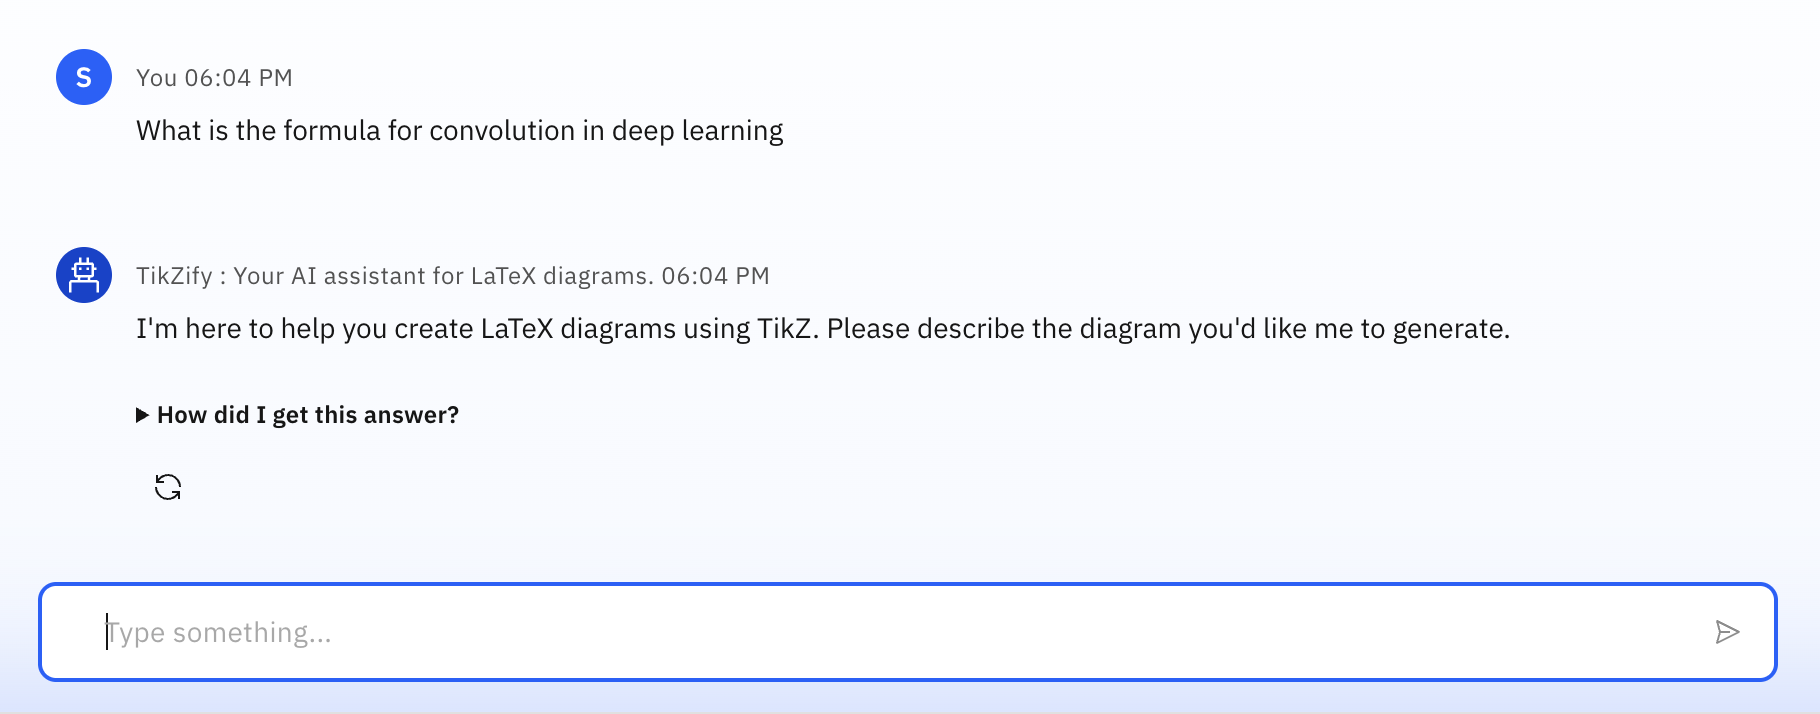 S
You 06:04 PM
What is the formula for convolution in deep learning
TikZify : Your AI assistant for LaTeX diagrams. 06:04 PM
I'm here to help you create LaTeX diagrams using TikZ. Please describe the diagram you'd like me to generate.
How did I get this answer?
Type something...